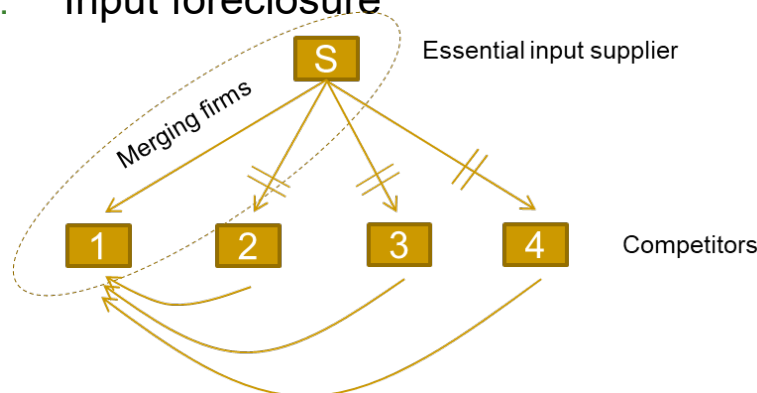 . Input foreclosure
S
Essential input supplier
Merging firms
1
2
3
4
Competitors